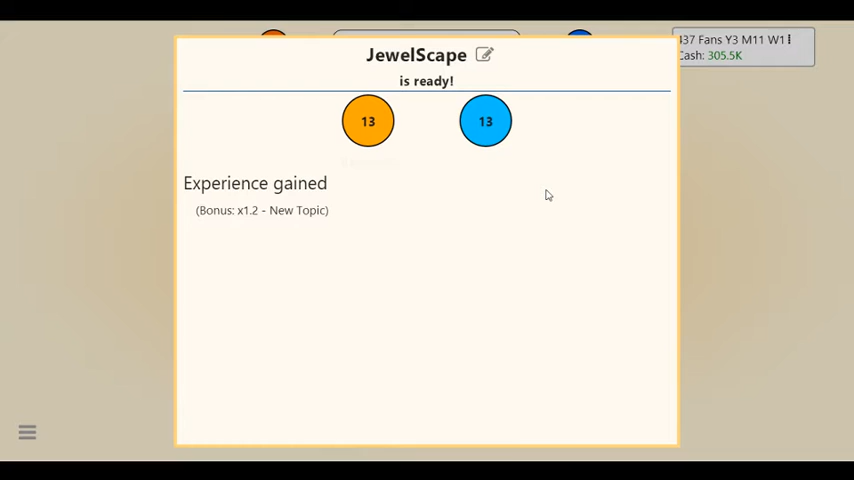 JewelScape
is ready!
13 13
Experience gained
(Bonus: x1.2 - New Topic)
437 Fans Y3 M11 W1
Cash: 305.5K